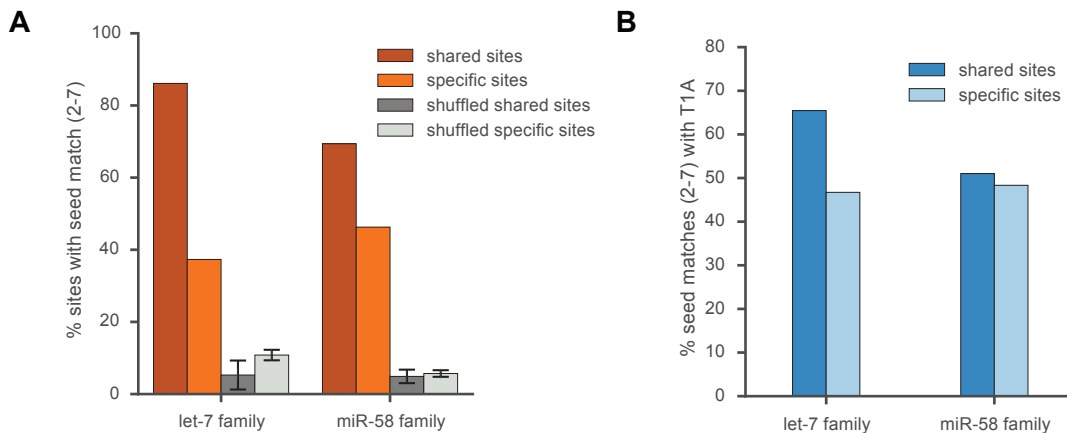 A
% sites with seed match (2-7)
100
80
60
40
20
0
shared sites
specific sites
shuffled shared sites
shuffled specific sites
let-7 family
miR-58 family
B
% seed matches (2-7) with T1A
80
70
60
50
40
30
20
10
0
shared sites
specific sites
let-7 family
miR-58 family